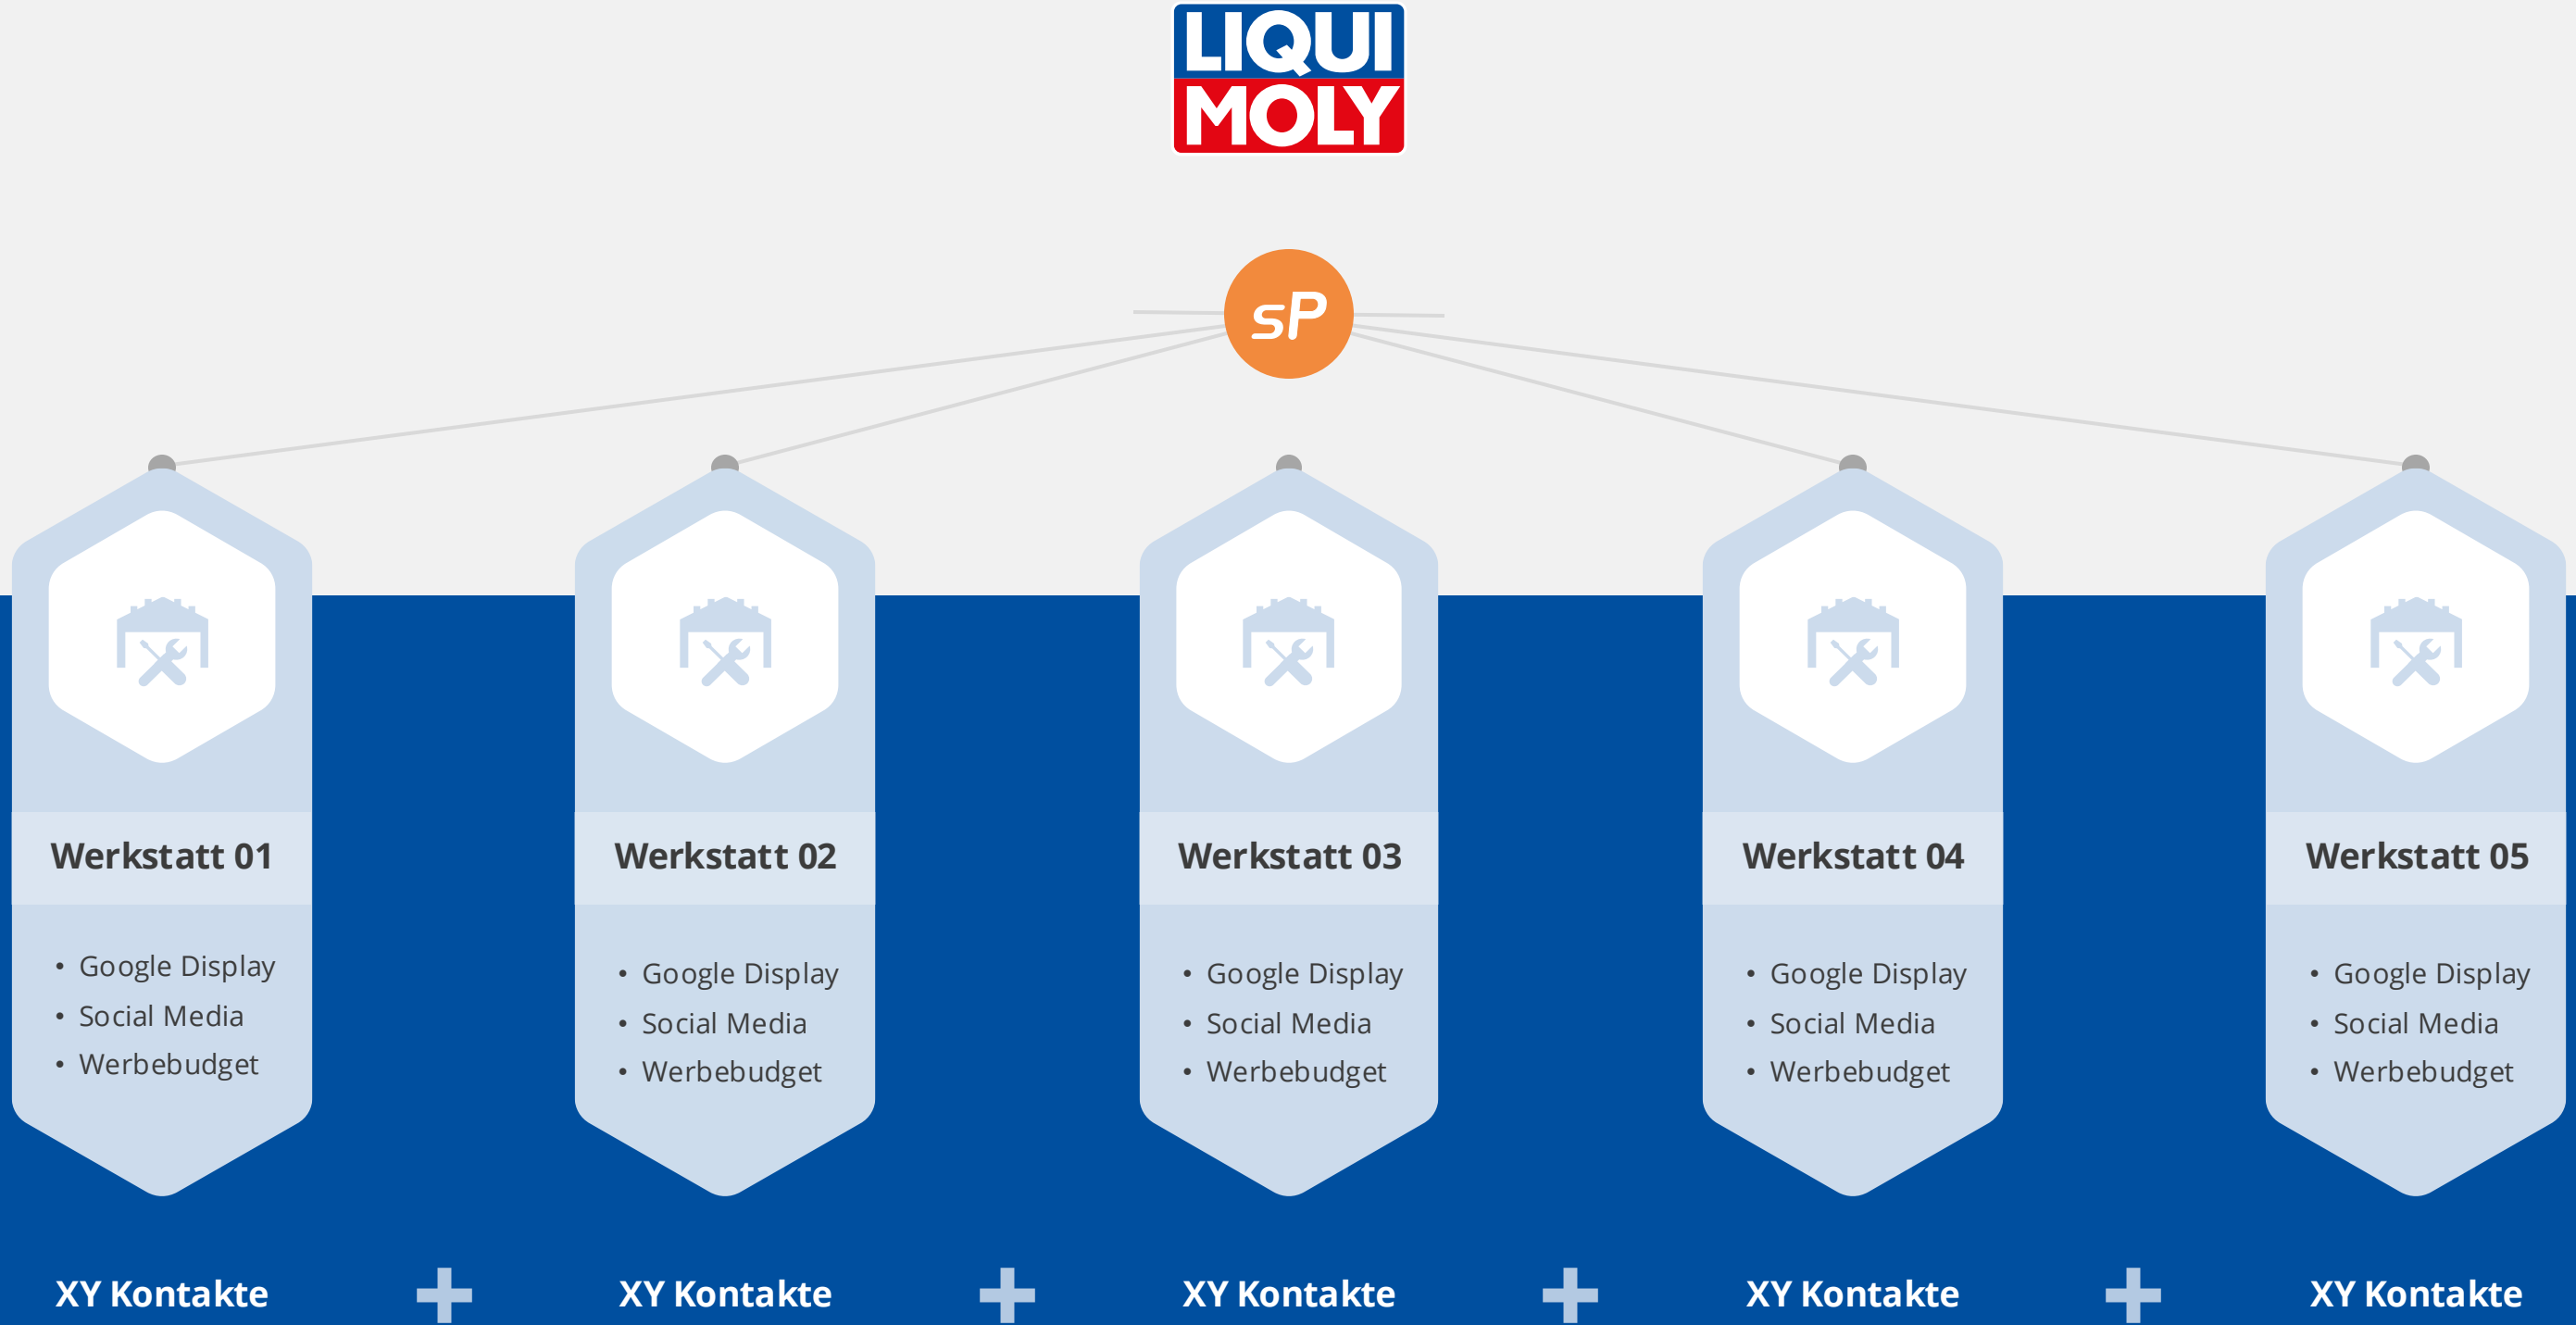 LIQUI
MOLY
sP
Werkstatt 01
• Google Display
• Social Media
• Werbebudget
XY Kontakte
+
Werkstatt 02
• Google Display
• Social Media
• Werbebudget
XY Kontakte
+
Werkstatt 03
• Google Display
• Social Media
• Werbebudget
XY Kontakte
+
Werkstatt 04
• Google Display
• Social Media
• Werbebudget
XY Kontakte
+
Werkstatt 05
• Google Display
• Social Media
• Werbebudget
XY Kontakte